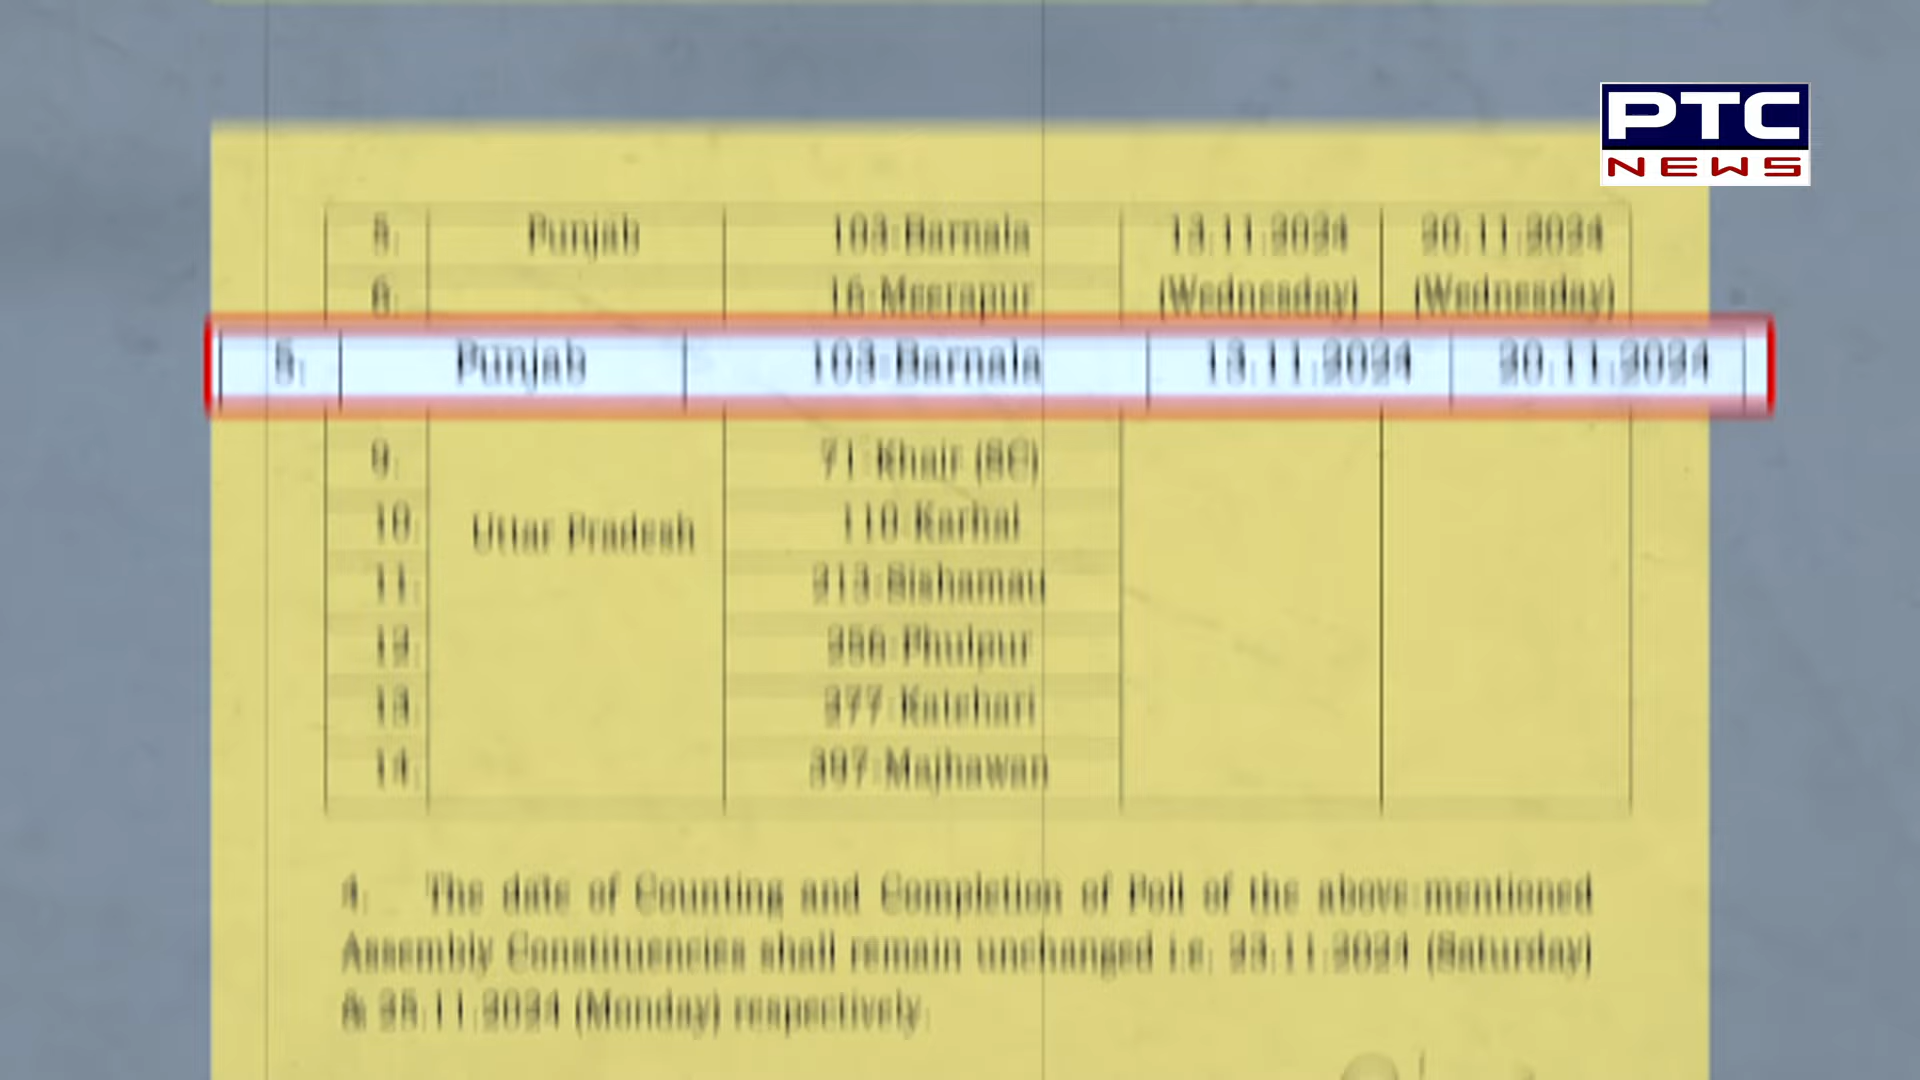 PTC
NEWS
5. Punjab 103-Barnala 13.11.2024 20.11.2024
6. 16-Meerapur (Wednesday) (Wednesday)
5. Punjab 103-Barnala 13.11.2024 20.11.2024
9. 71-Khair (SC)
10. Uttar Pradesh 110-Karhal
11. 213-Sishamau
12. 256-Phulpur
13. 277-Katehari
14. 397-Majhawan
4. The date of Counting and Completion of Poll of the above-mentioned
Assembly Constituencies shall remain unchanged i.e. 23.11.2024 (Saturday)
& 25.11.2024 (Monday) respectively.